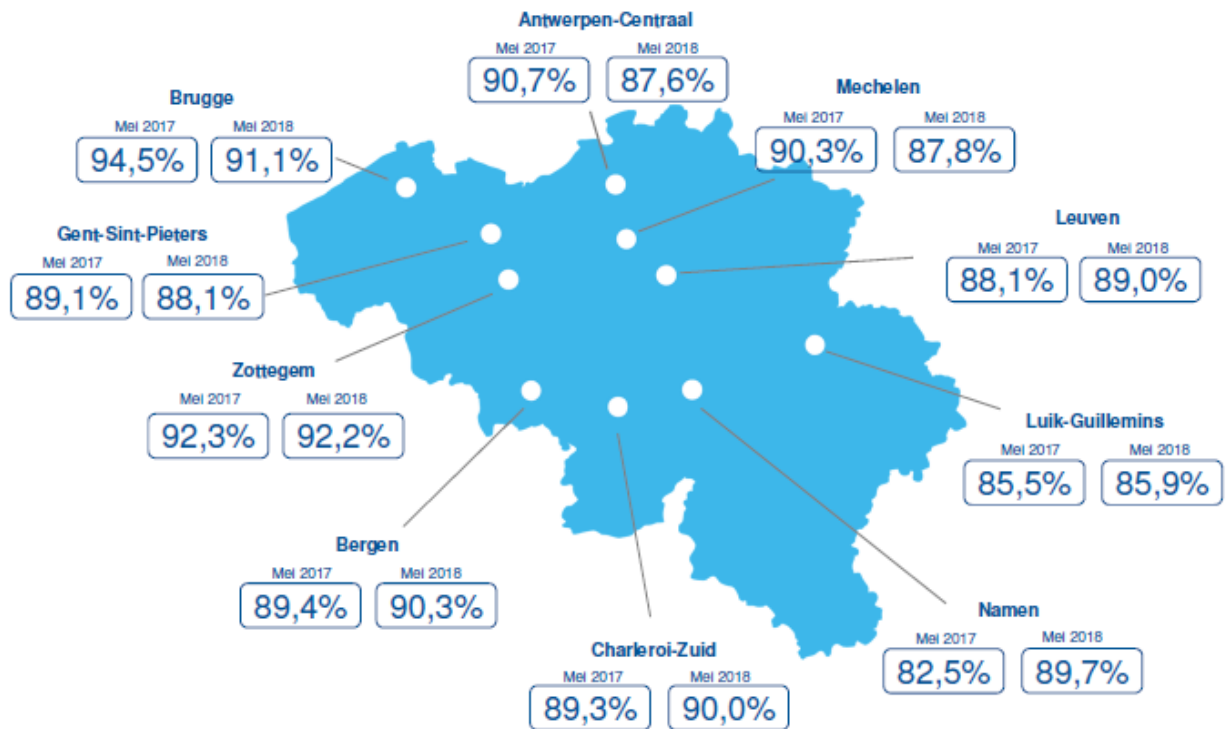 Antwerpen-Centraal
Mei 2017 Mei 2018
90,7% 87,6%
Brugge
Mei 2017 Mei 2018
94,5% 91,1%
Mechelen
Mei 2017 Mei 2018
90,3% 87,8%
Gent-Sint-Pieters
Mei 2017 Mei 2018
89,1% 88,1%
Leuven
Mei 2017 Mei 2018
88,1% 89,0%
Zottegem
Mei 2017 Mei 2018
92,3% 92,2%
Luik-Guillemins
Mei 2017 Mei 2018
85,5% 85,9%
Bergen
Mei 2017 Mei 2018
89,4% 90,3%
Namen
Mei 2017 Mei 2018
82,5% 89,7%
Charleroi-Zuid
Mei 2017 Mei 2018
89,3% 90,0%